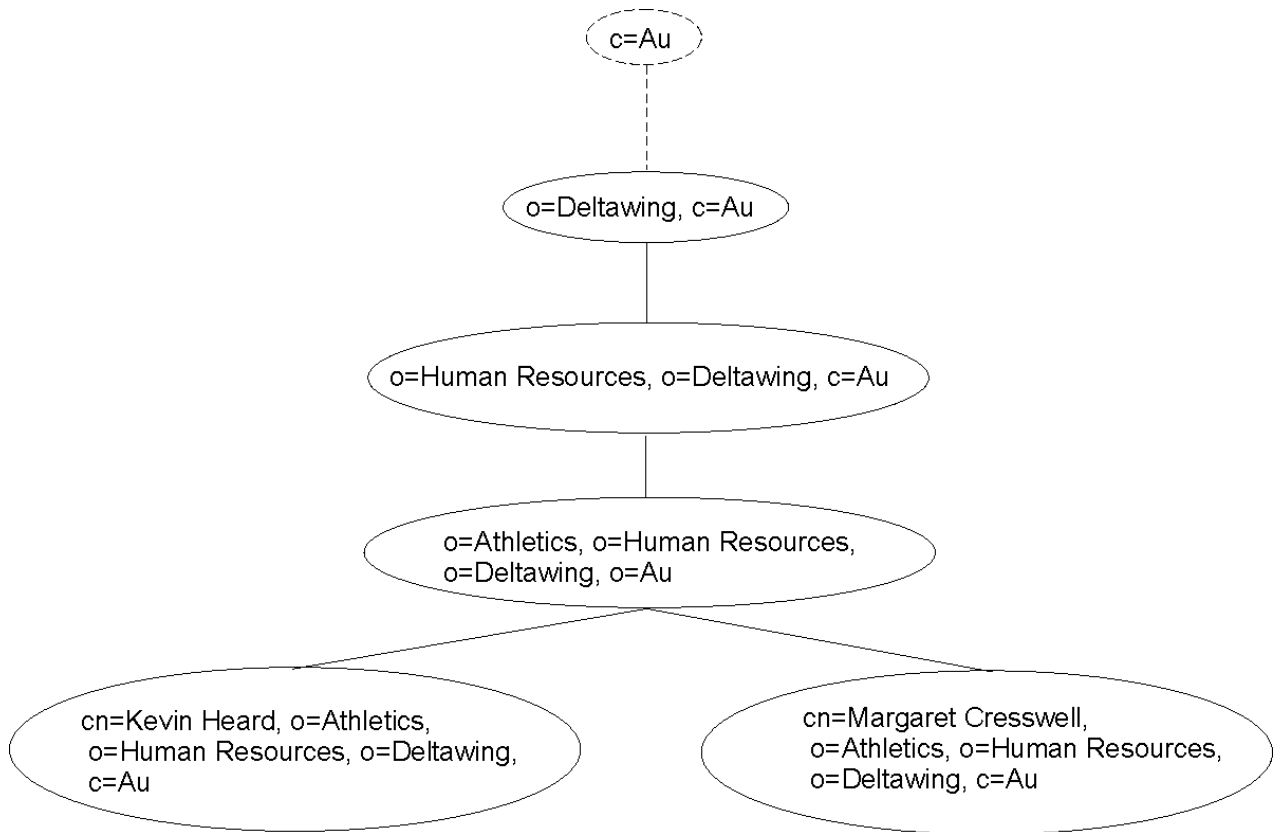 c=Au
o=Deltawing, c=Au
o=Human Resources, o=Deltawing, c=Au
o=Athletics, o=Human Resources,
o=Deltawing, o=Au
cn=Kevin Heard, o=Athletics,
o=Human Resources, o=Deltawing,
c=Au
cn=Margaret Cresswell,
o=Athletics, o=Human Resources,
o=Deltawing, c=Au